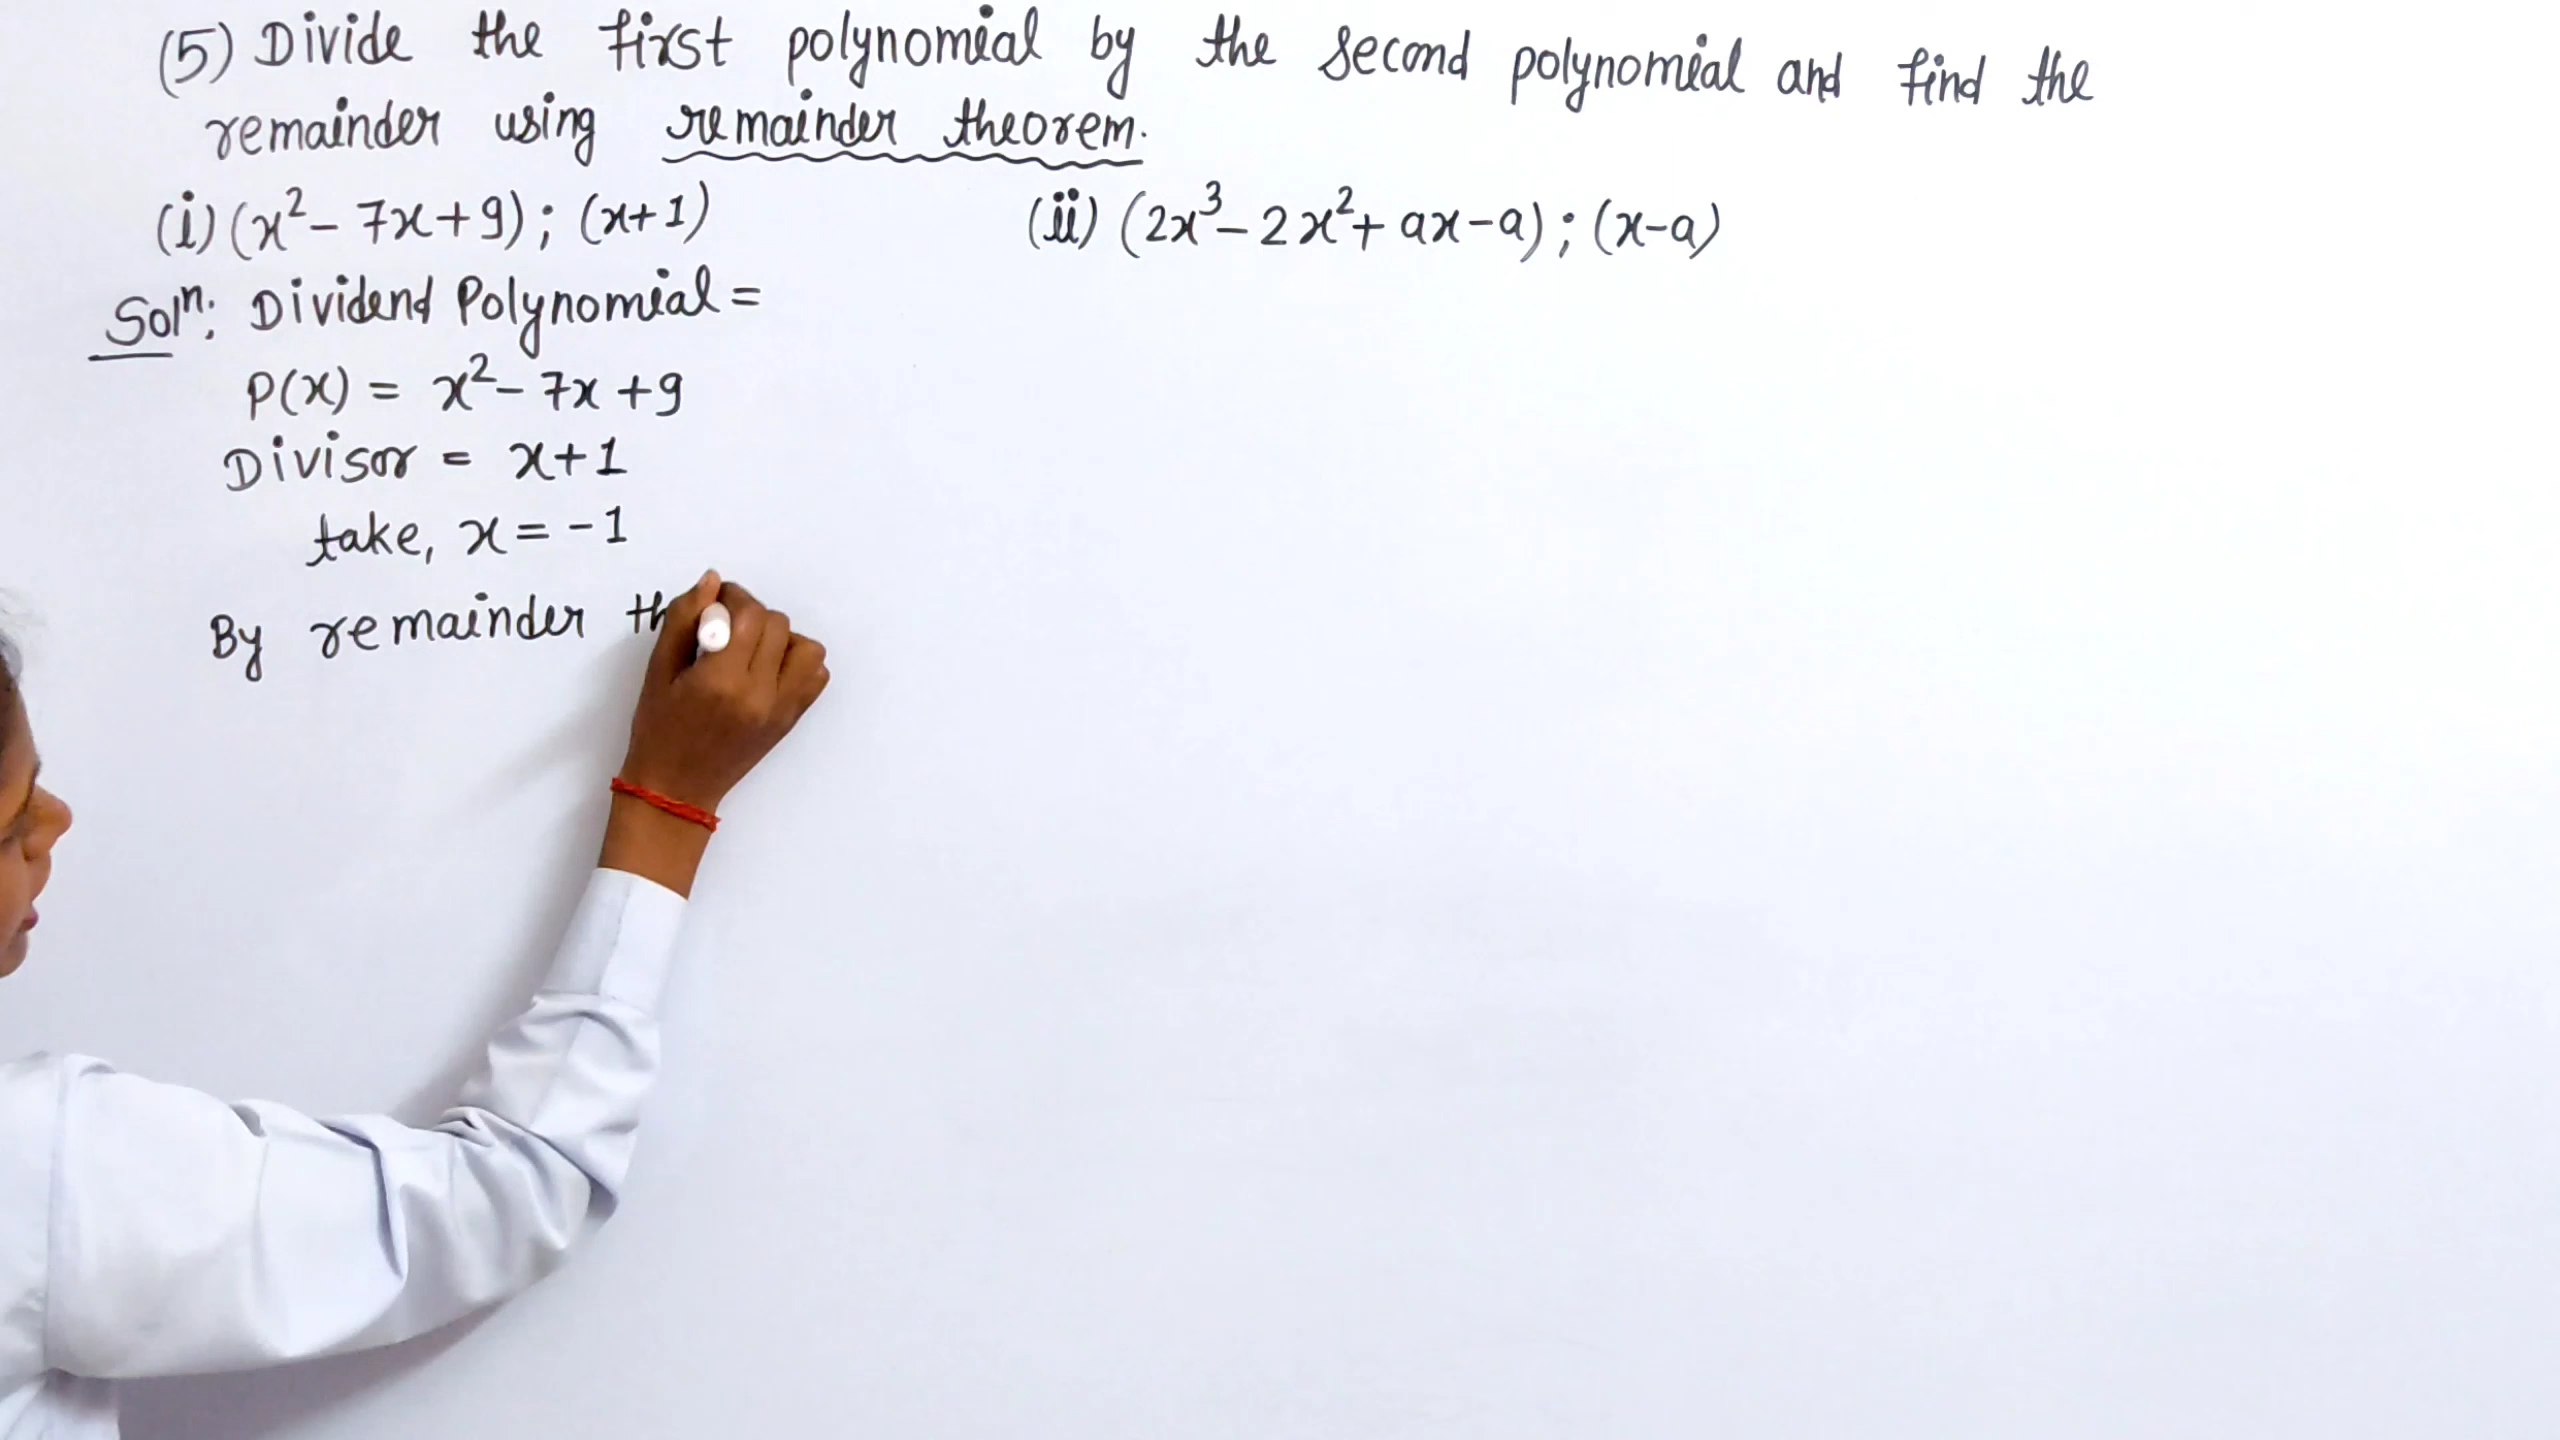 (5) Divide the first polynomial by the second polynomial and find the
remainder using remainder theorem.
(i) (x² - 7x + 9) ; (x+1)
(ii) (2x³ - 2x² + ax - a) ; (x-a)
Solⁿ: Dividend Polynomial =
P(x) = x² - 7x + 9
Divisor = x+1
take, x = -1
By remainder th